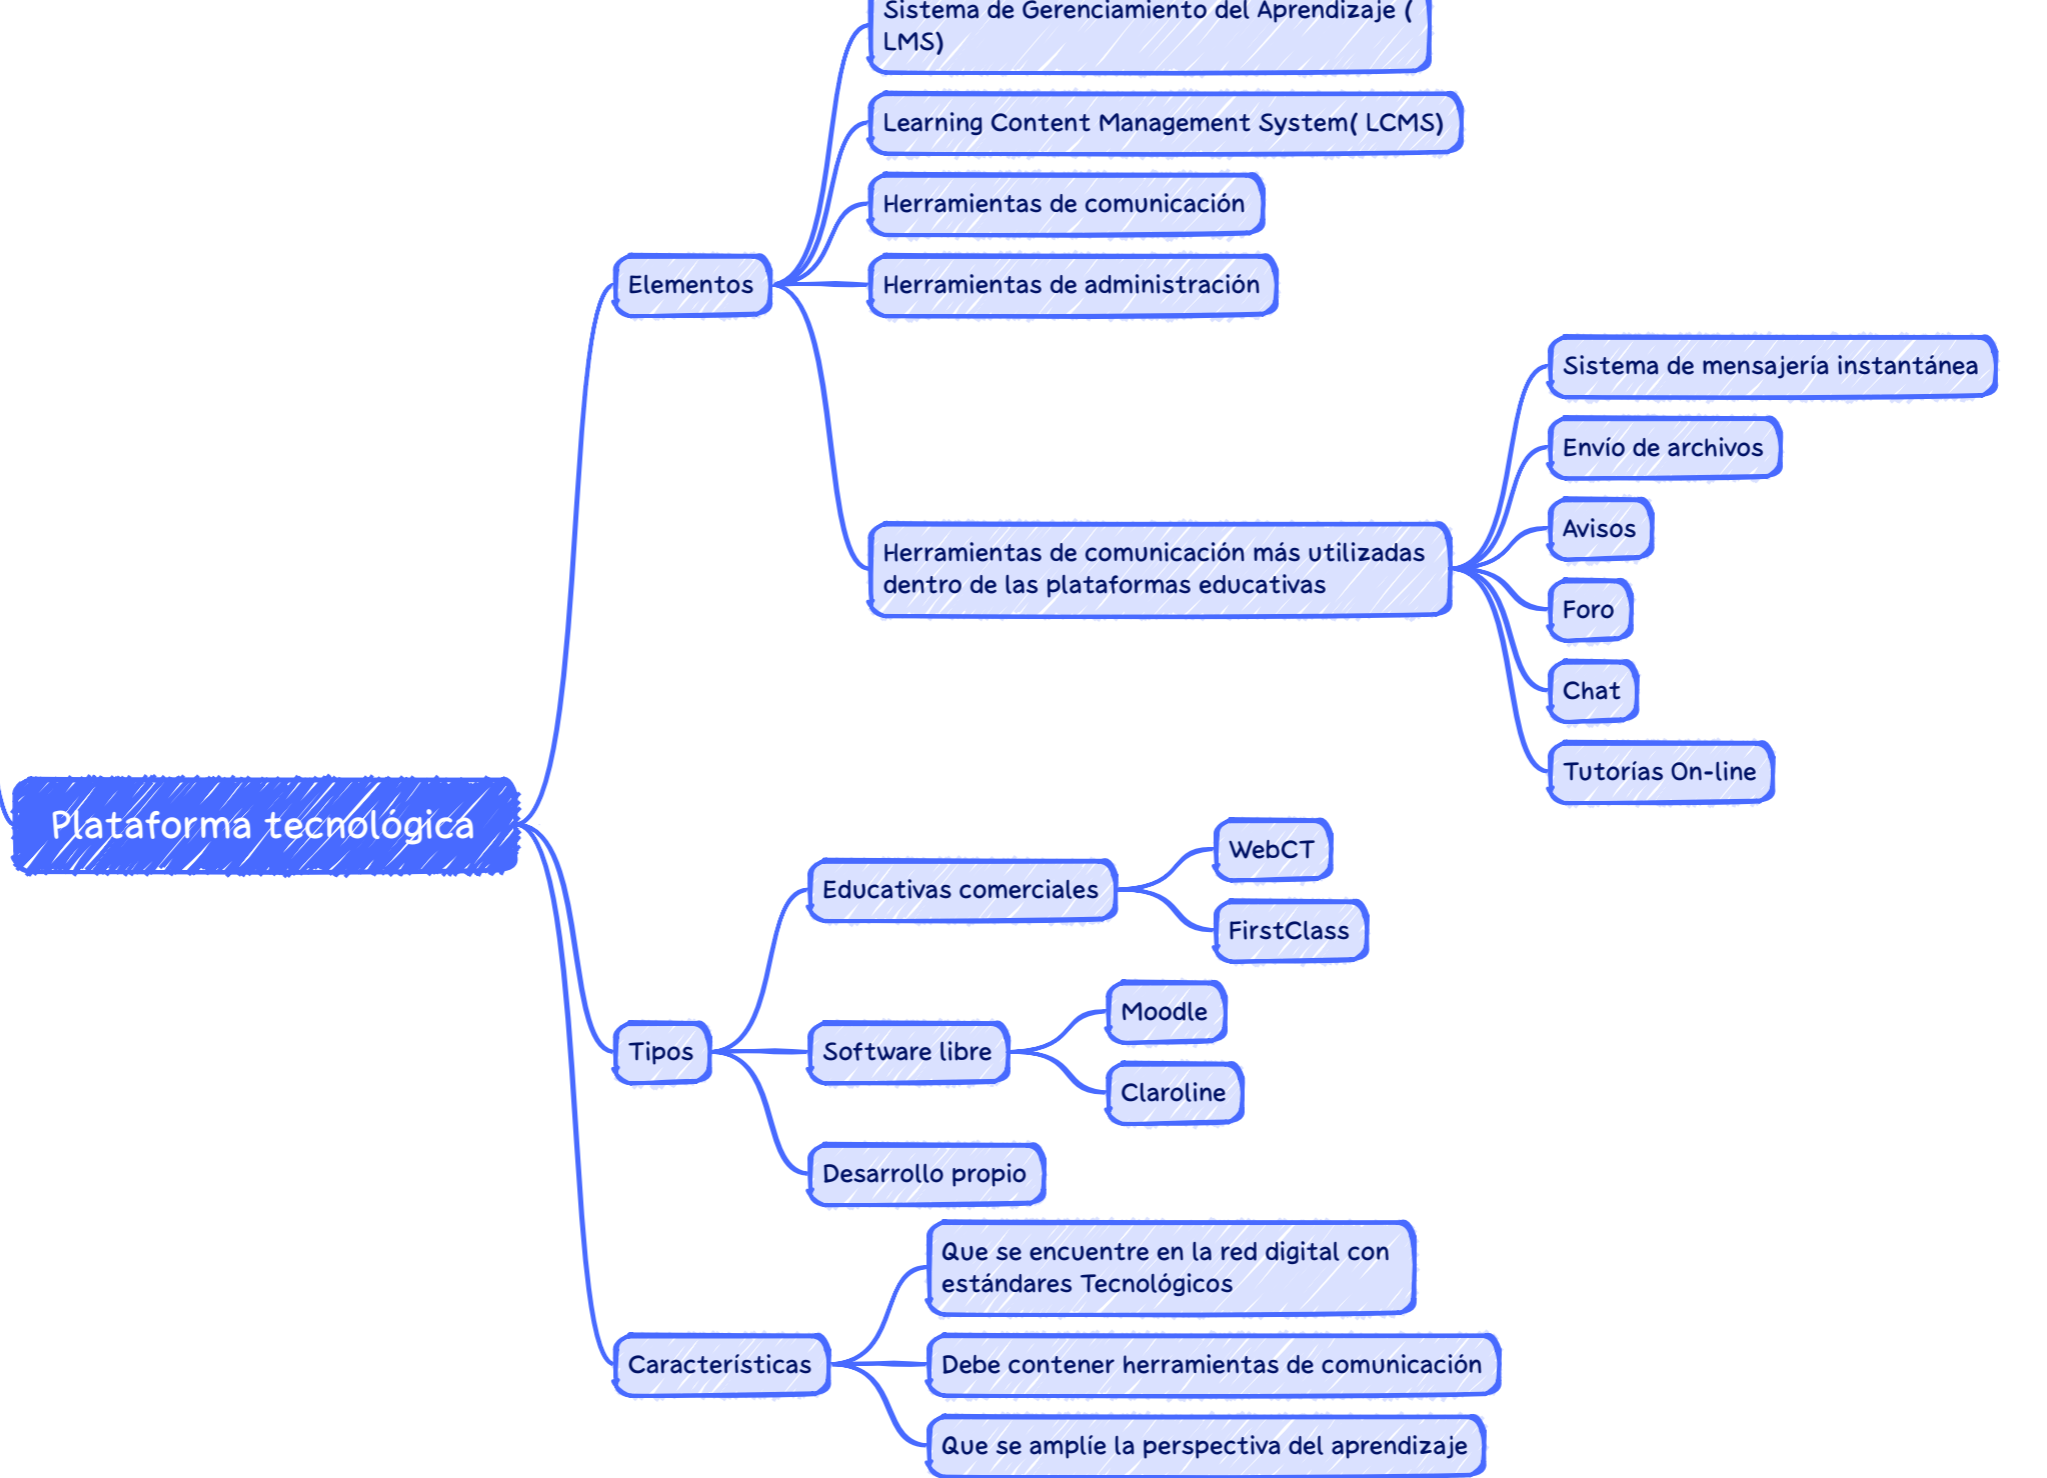 Sistema de Gerenciamiento del Aprendizaje (
LMS)
Learning Content Management System( LCMS)
Herramientas de comunicación
Elementos
Herramientas de administración
Sistema de mensajería instantánea
Envío de archivos
Avisos
Herramientas de comunicación más utilizadas
dentro de las plataformas educativas
Foro
Chat
Tutorías On-line
Plataforma tecnológica
WebCT
Educativas comerciales
FirstClass
Moodle
Tipos
Software libre
Claroline
Desarrollo propio
Que se encuentre en la red digital con
estándares Tecnológicos
Características
Debe contener herramientas de comunicación
Que se amplíe la perspectiva del aprendizaje